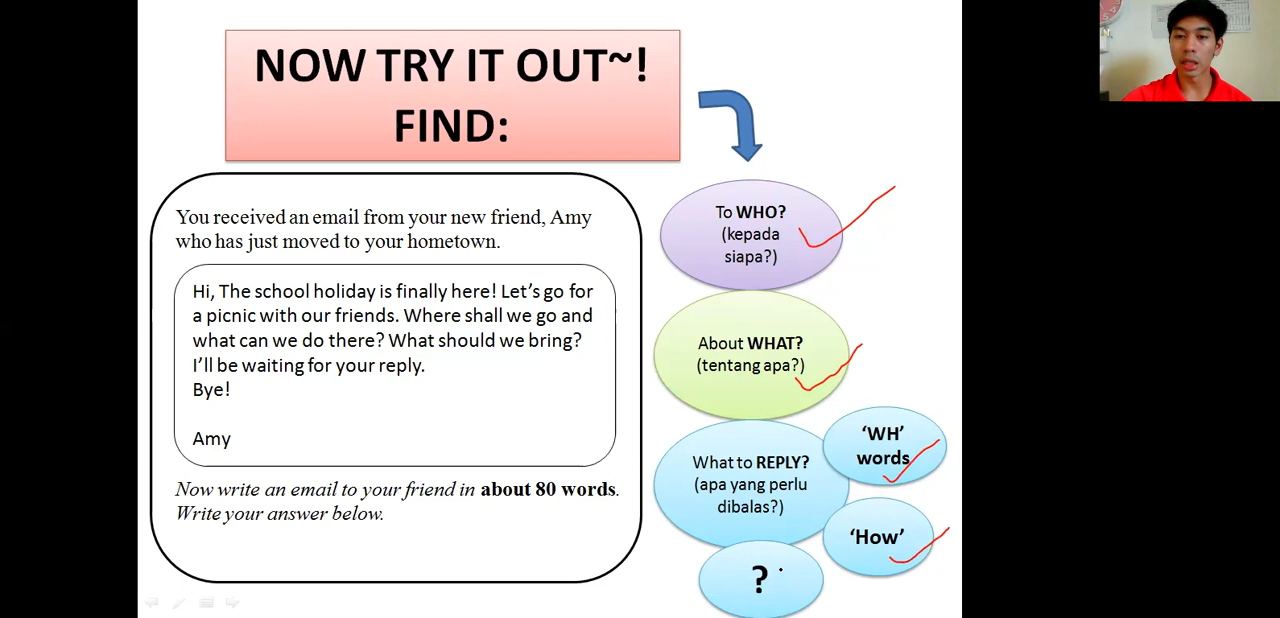 NOW TRY IT OUT~!
FIND:
You received an email from your new friend, Amy
who has just moved to your hometown.
Hi, The school holiday is finally here! Let's go for
a picnic with our friends. Where shall we go and
what can we do there? What should we bring?
I'll be waiting for your reply.
Bye!
Amy
Now write an email to your friend in about 80 words.
Write your answer below.
To WHO?
(kepada
siapa?)
About WHAT?
(tentang apa?)
What to REPLY?
(apa yang perlu
dibalas?)
‘WH’
words
‘How’
?